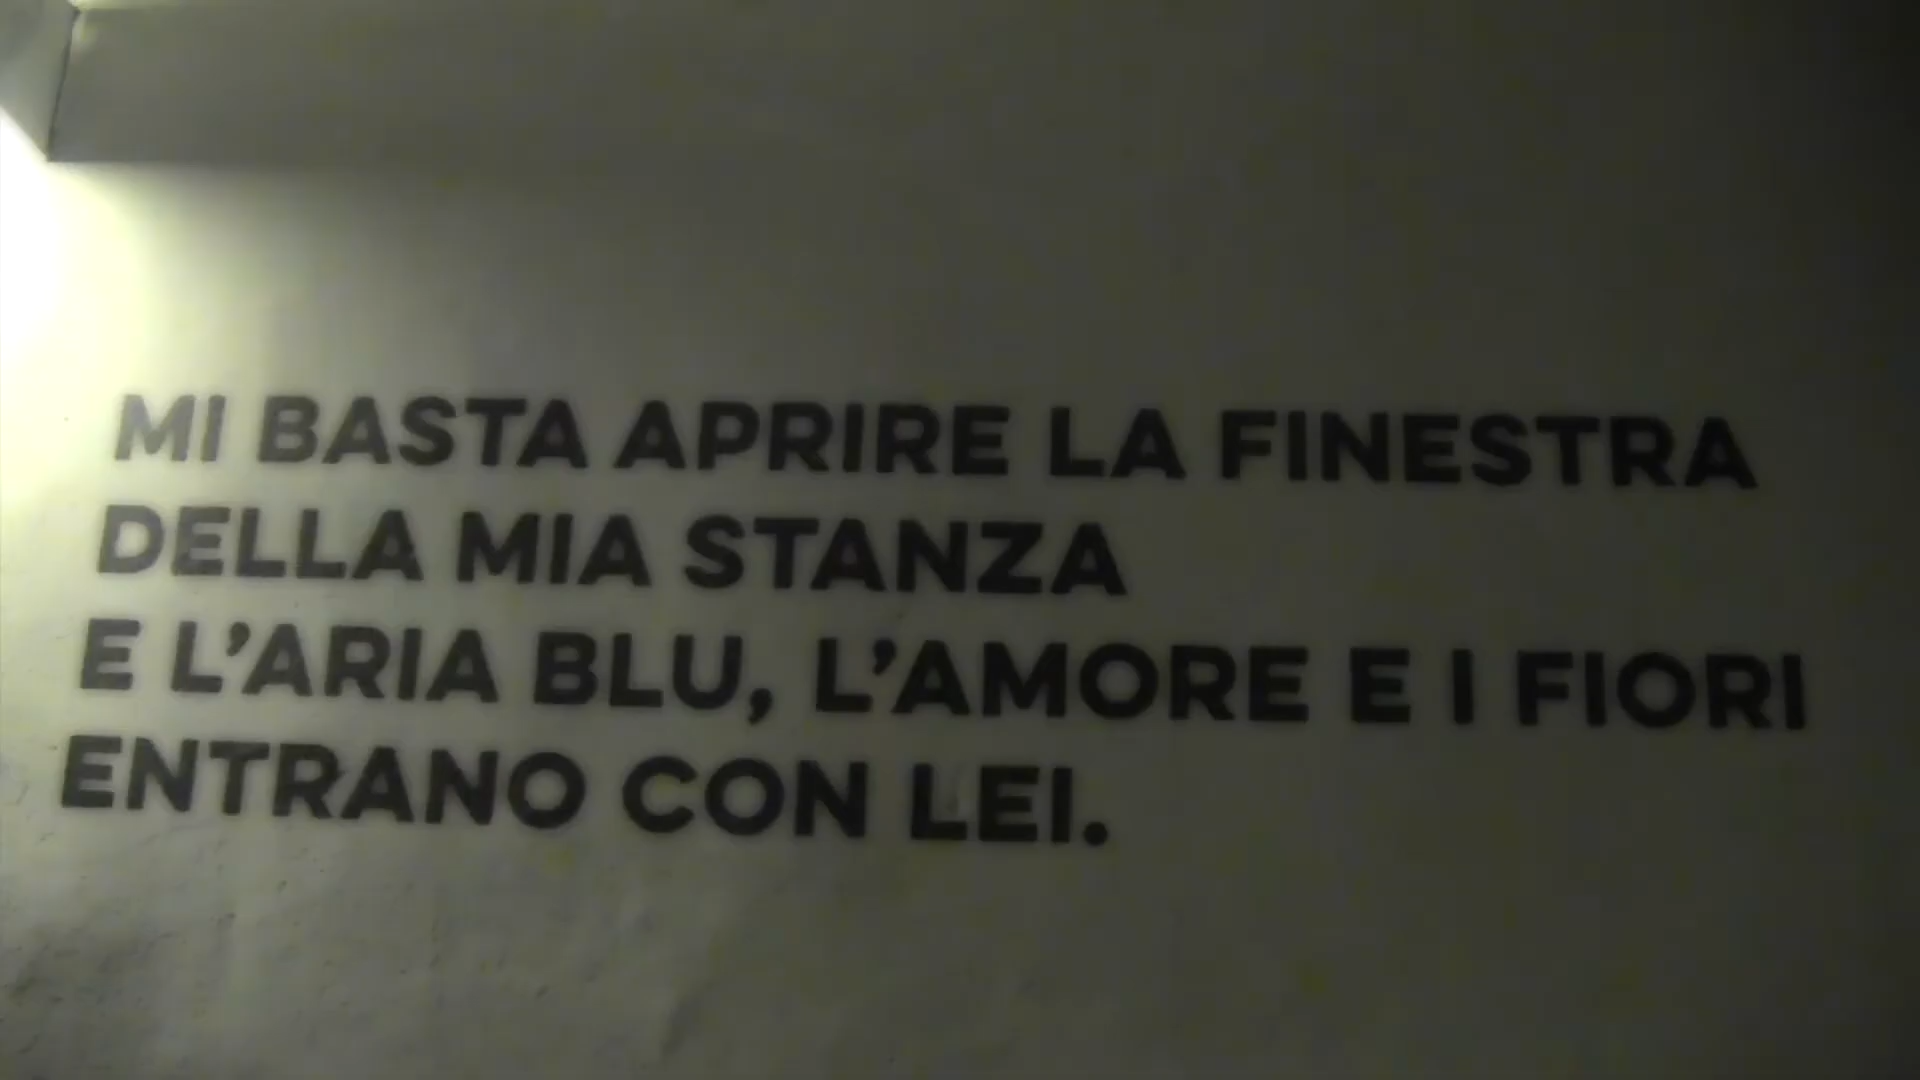 MI BASTA APRIRE LA FINESTRA
DELLA MIA STANZA
E L’ARIA BLU, L’AMORE E I FIORI
ENTRANO CON LEI.